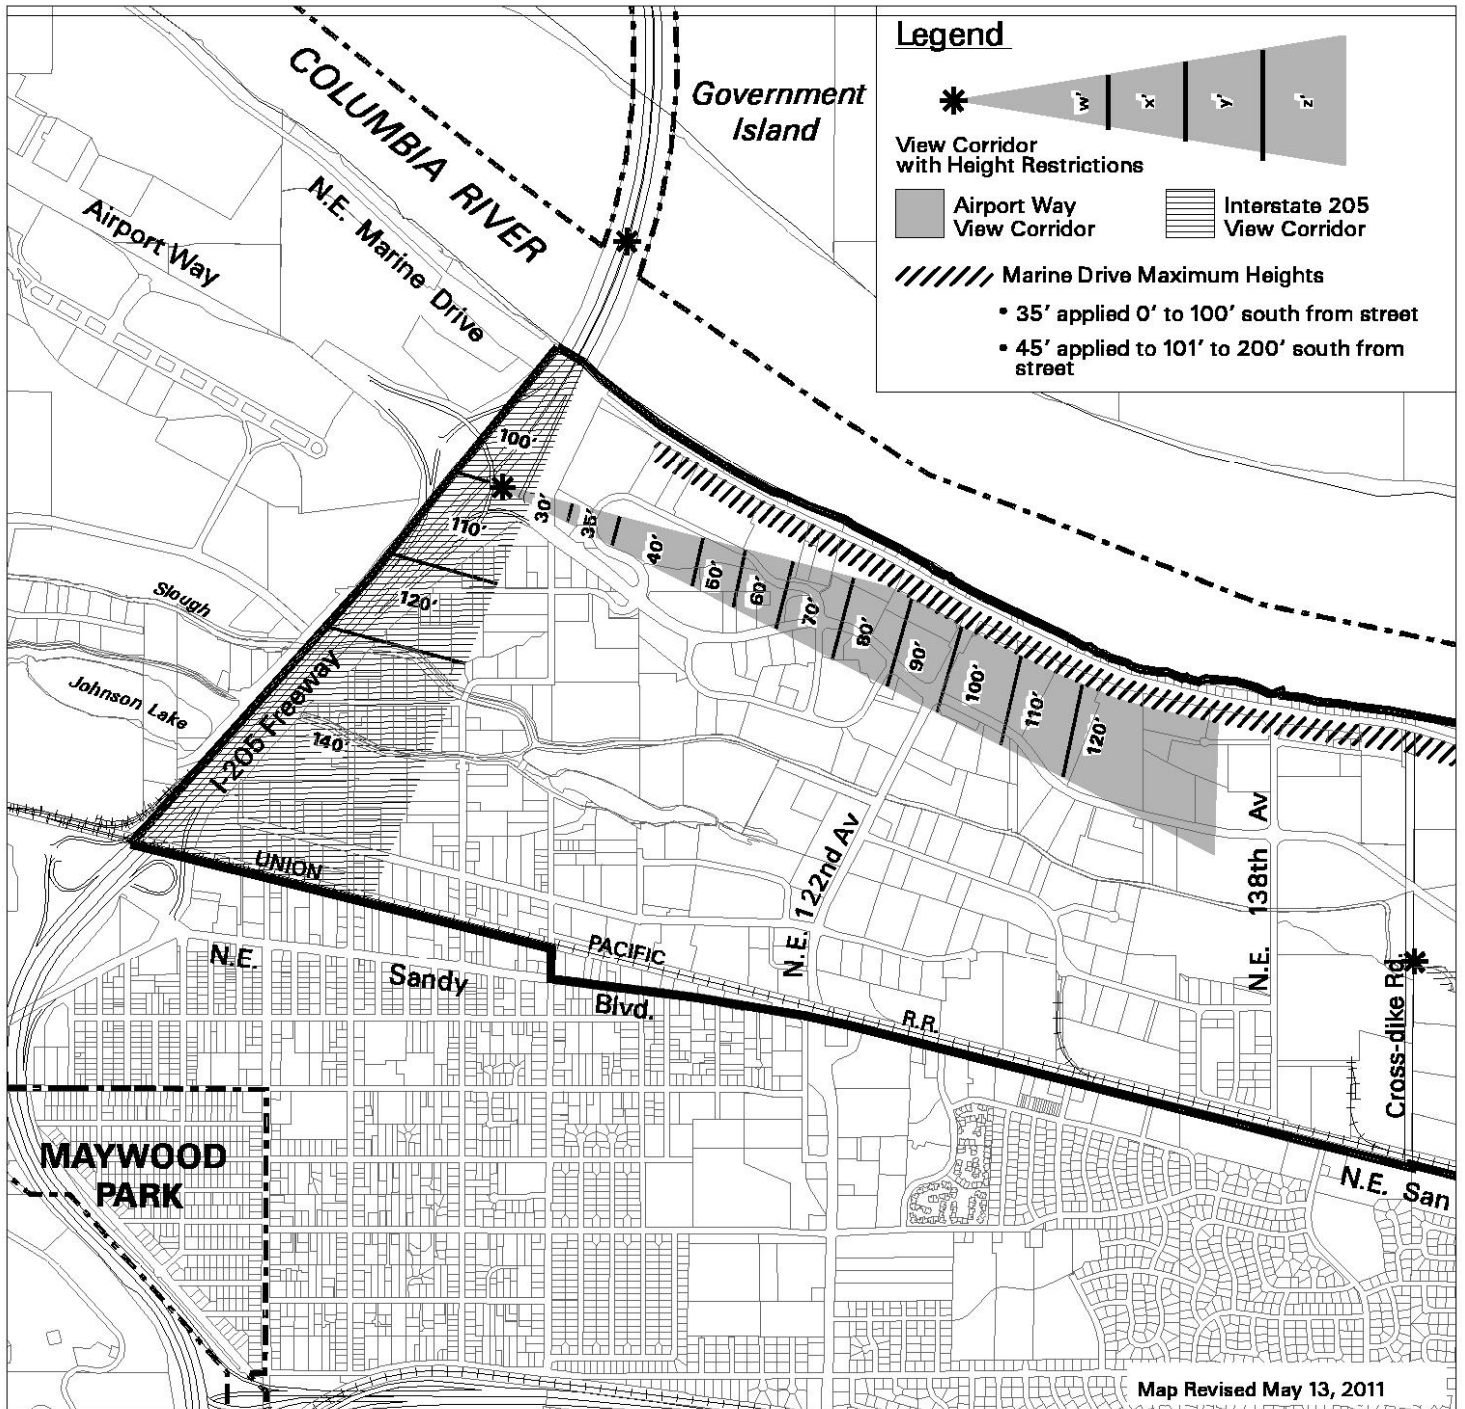 Legend
w'
x'
y'
z'
View Corridor
with Height Restrictions
Airport Way
View Corridor
Interstate 205
View Corridor
Marine Drive Maximum Heights
• 35' applied 0' to 100' south from street
• 45' applied to 101' to 200' south from
street
COLUMBIA RIVER
Government
Island
N.E. Marine Drive
Airport Way
100'
110'
120'
140'
30'
35'
40'
50'
60'
70'
80'
90'
100'
110'
120'
Slough
Johnson Lake
I-205 Freeway
UNION
PACIFIC
R.R.
N.E.
Sandy
Blvd.
N.E. 122nd Av
N.E. 138th Av
Cross-dike Rd.
MAYWOOD
PARK
N.E. San
Map Revised May 13, 2011